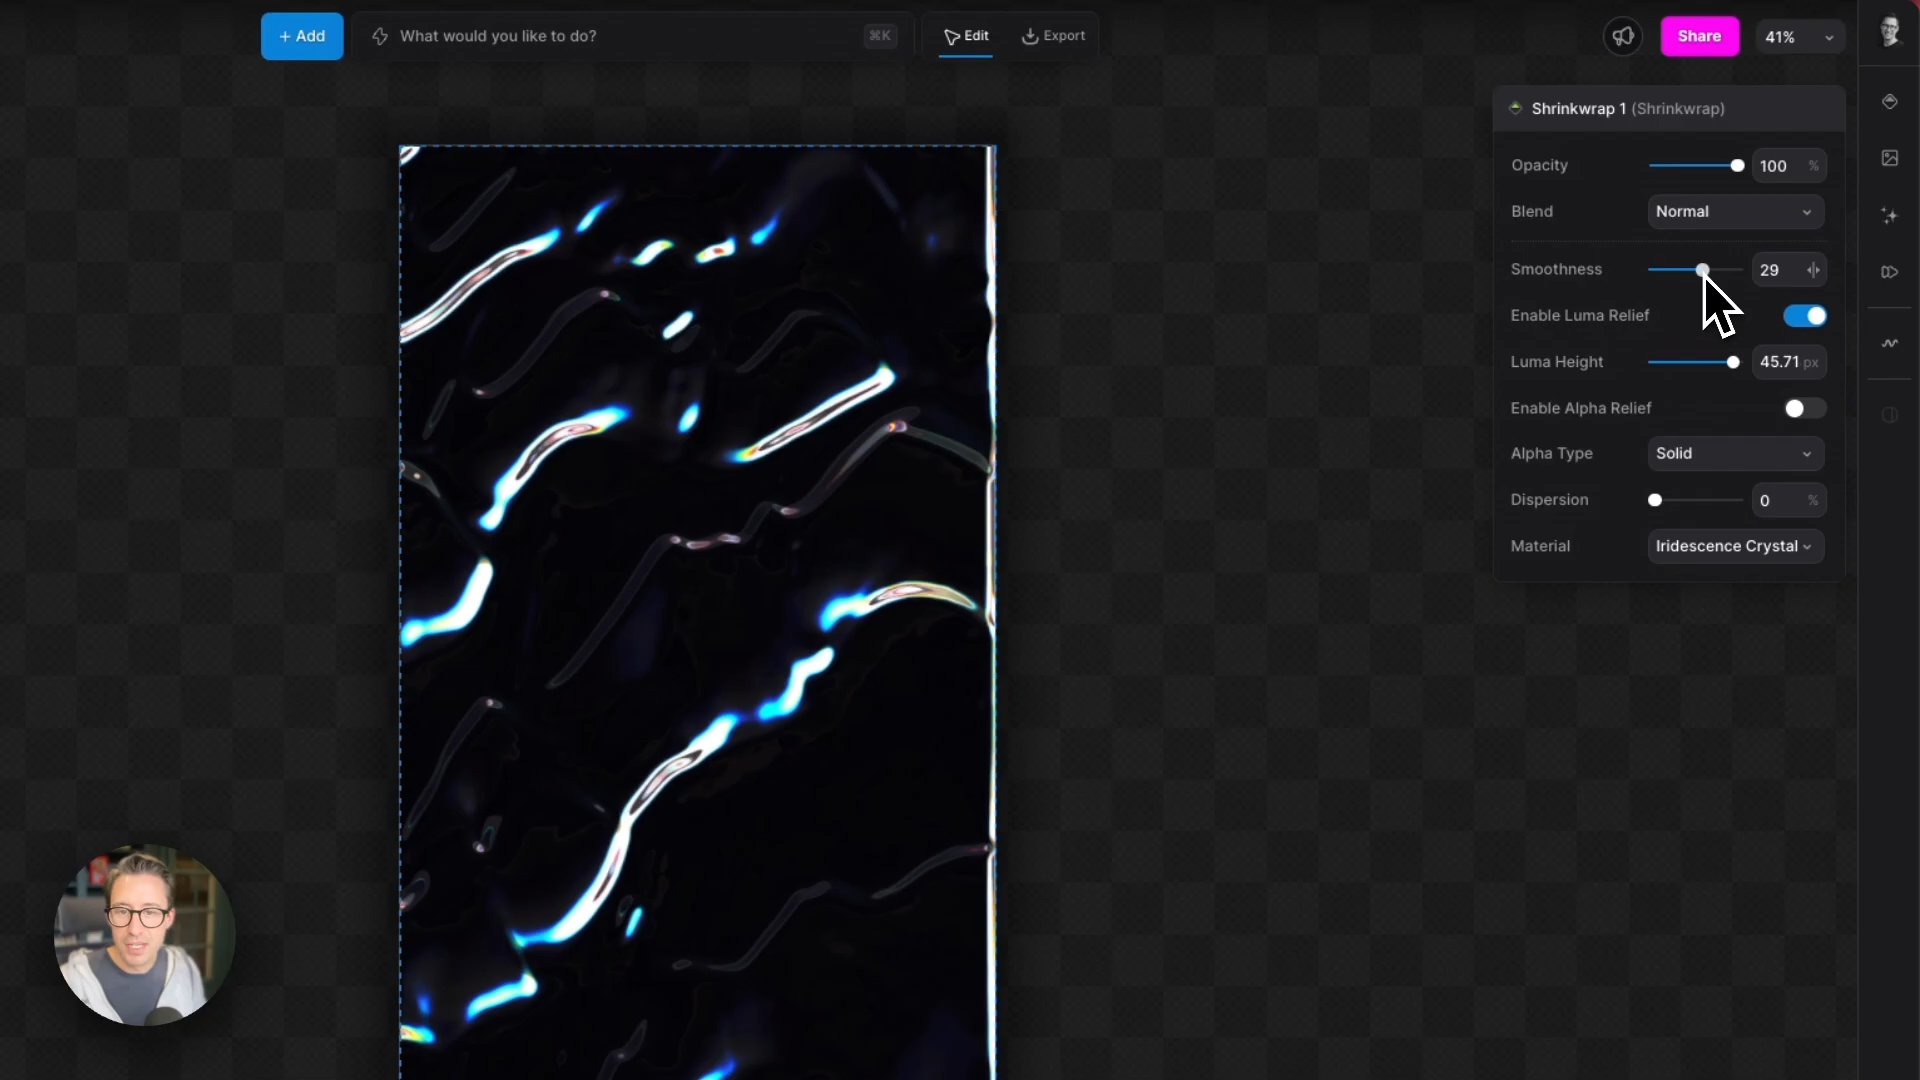 + Add
What would you like to do?
⌘K
Edit
Export
Share
41%
Shrinkwrap 1 (Shrinkwrap)
Opacity
100 %
Blend
Normal
Smoothness
29
Enable Luma Relief
Luma Height
45.71 px
Enable Alpha Relief
Alpha Type
Solid
Dispersion
0 %
Material
Iridescence Crystal